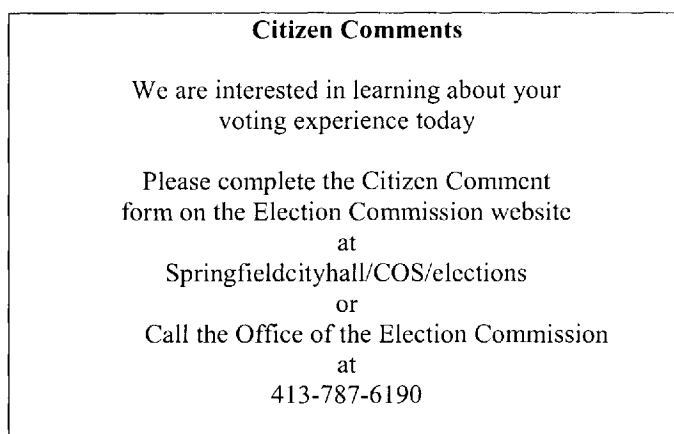 Citizen Comments
We are interested in learning about your
voting experience today
Please complete the Citizen Comment
form on the Election Commission website
at
Springfieldcityhall/COS/elections
or
Call the Office of the Election Commission
at
413-787-6190